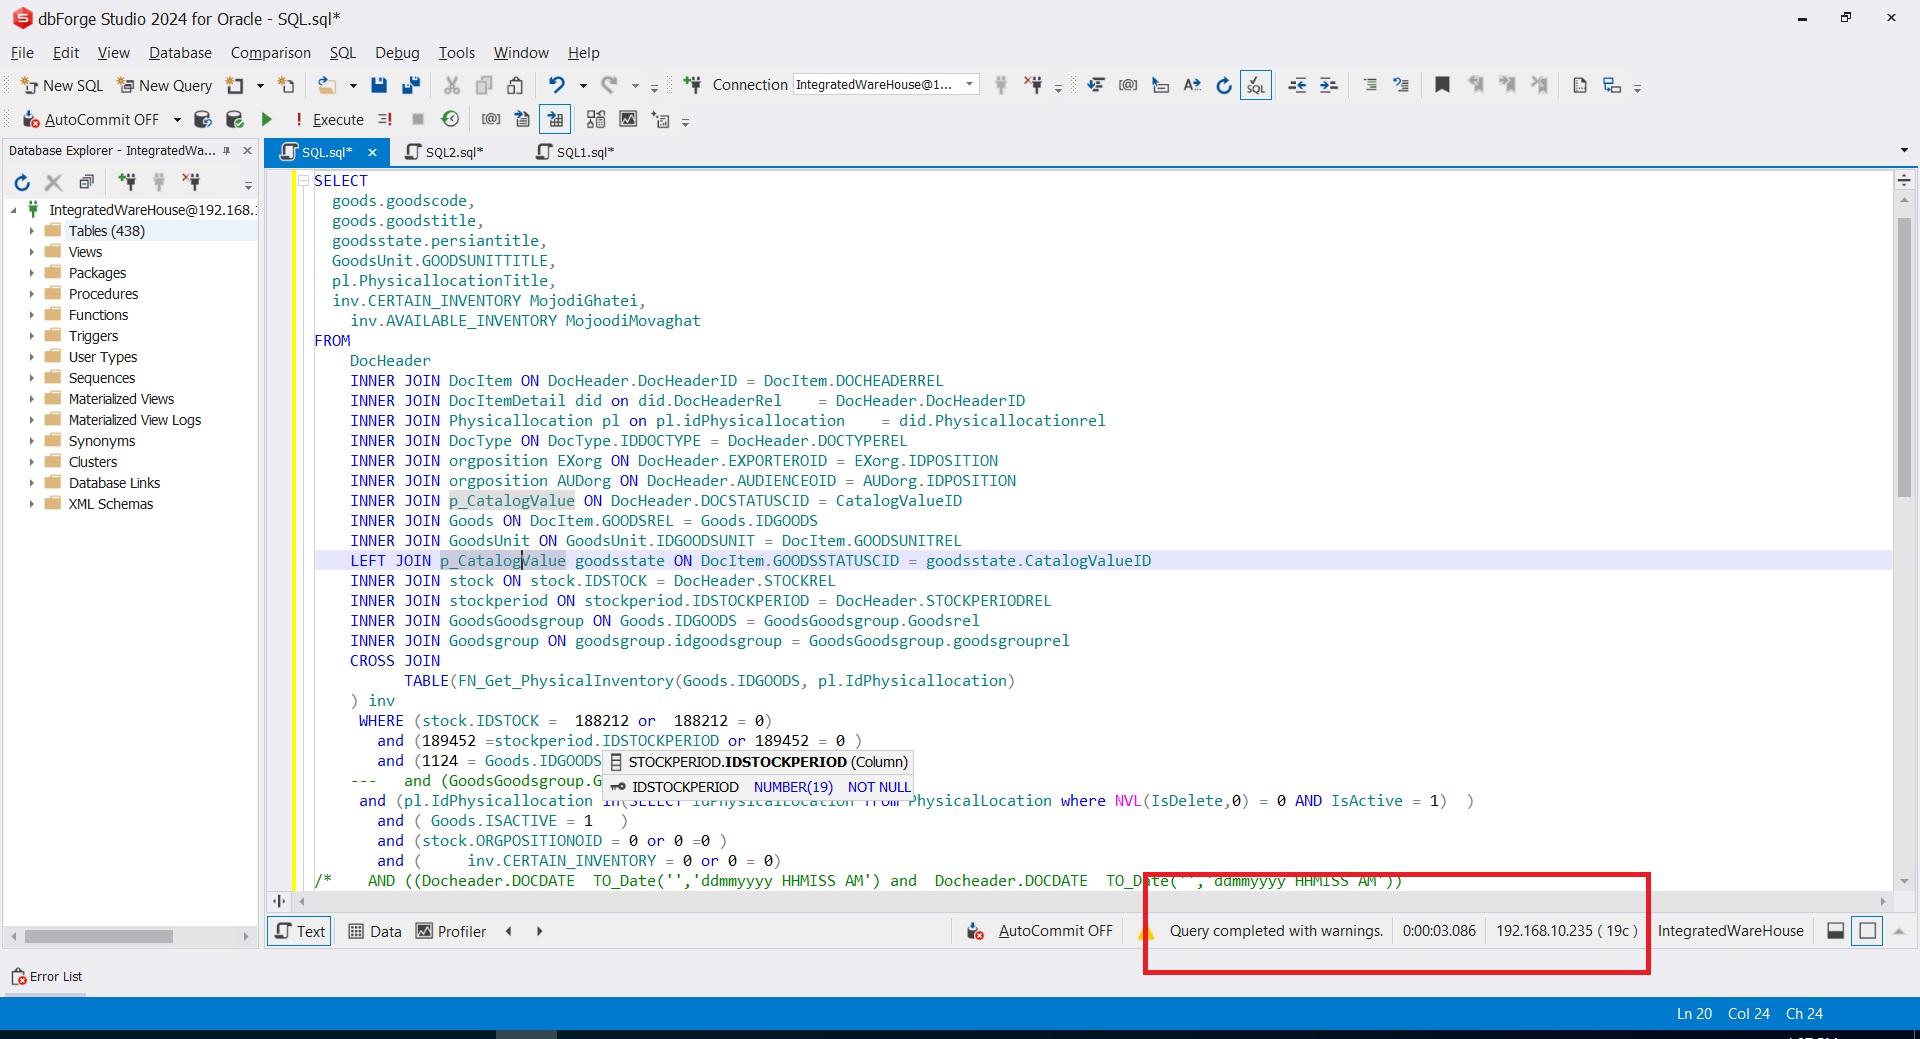 dbForge Studio 2024 for Oracle - SQL.sql*
File Edit View Database Comparison SQL Debug Tools Window Help
New SQL New Query Connection IntegratedWareHouse@1...
AutoCommit OFF Execute
Database Explorer - IntegratedWa...
SQL.sql* SQL2.sql* SQL1.sql*
IntegratedWareHouse@192.168.1
Tables (438)
Views
Packages
Procedures
Functions
Triggers
User Types
Sequences
Materialized Views
Materialized View Logs
Synonyms
Clusters
Database Links
XML Schemas
SELECT
goods.goodscode,
goods.goodstitle,
goodsstate.persiantitle,
GoodsUnit.GOODSUNITTITLE,
pl.PhysicallocationTitle,
inv.CERTAIN_INVENTORY MojodiGhatei,
inv.AVAILABLE_INVENTORY MojoodiMovaghat
FROM
DocHeader
INNER JOIN DocItem ON DocHeader.DocHeaderID = DocItem.DOCHEADERREL
INNER JOIN DocItemDetail did on did.DocHeaderRel = DocHeader.DocHeaderID
INNER JOIN Physicallocation pl on pl.idPhysicallocation = did.Physicallocationrel
INNER JOIN DocType ON DocType.IDDOCTYPE = DocHeader.DOCTYPEREL
INNER JOIN orgposition EXorg ON DocHeader.EXPORTEROID = EXorg.IDPOSITION
INNER JOIN orgposition AUDorg ON DocHeader.AUDIENCEOID = AUDorg.IDPOSITION
INNER JOIN p_CatalogValue ON DocHeader.DOCSTATUSCID = CatalogValueID
INNER JOIN Goods ON DocItem.GOODSREL = Goods.IDGOODS
INNER JOIN GoodsUnit ON GoodsUnit.IDGOODSUNIT = DocItem.GOODSUNITREL
LEFT JOIN p_CatalogValue goodsstate ON DocItem.GOODSSTATUSCID = goodsstate.CatalogValueID
INNER JOIN stock ON stock.IDSTOCK = DocHeader.STOCKREL
INNER JOIN stockperiod ON stockperiod.IDSTOCKPERIOD = DocHeader.STOCKPERIODREL
INNER JOIN GoodsGoodsgroup ON Goods.IDGOODS = GoodsGoodsgroup.Goodsrel
INNER JOIN Goodsgroup ON goodsgroup.idgoodsgroup = GoodsGoodsgroup.goodsgrouprel
CROSS JOIN
TABLE(FN_Get_PhysicalInventory(Goods.IDGOODS, pl.IdPhysicallocation)
) inv
WHERE (stock.IDSTOCK = 188212 or 188212 = 0)
and (189452 =stockperiod.IDSTOCKPERIOD or 189452 = 0 )
and (1124 = Goods.IDGOODS
STOCKPERIOD.IDSTOCKPERIOD (Column)
--- and (GoodsGoodsgroup.G
IDSTOCKPERIOD NUMBER(19) NOT NULL
and (pl.IdPhysicallocation in(SELECT IdPhysicalLocation from PhysicalLocation where NVL(IsDelete,0) = 0 AND IsActive = 1) )
and ( Goods.ISACTIVE = 1 )
and (stock.ORGPOSITIONOID = 0 or 0 =0 )
and ( inv.CERTAIN_INVENTORY = 0 or 0 = 0)
/* AND ((Docheader.DOCDATE TO_Date('','ddmmyyyy HHMISS AM') and Docheader.DOCDATE TO_Date('','ddmmyyyy HHMISS AM'))
Text Data Profiler AutoCommit OFF Query completed with warnings. 0:00:03.086 192.168.10.235 ( 19c ) IntegratedWareHouse
Error List
Ln 20 Col 24 Ch 24